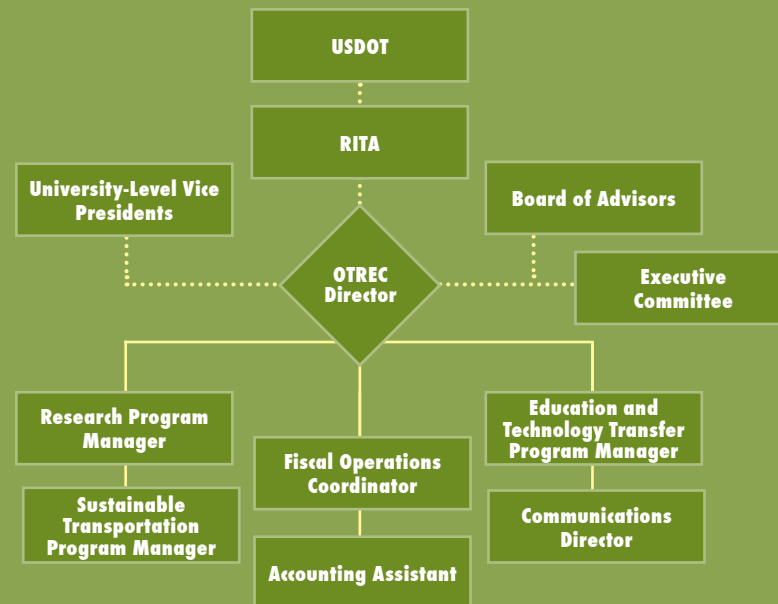 USDOT
RITA
University-Level Vice
Presidents
Board of Advisors
OTREC
Director
Executive
Committee
Research Program
Manager
Education and
Technology Transfer
Program Manager
Fiscal Operations
Coordinator
Sustainable
Transportation
Program Manager
Communications
Director
Accounting Assistant